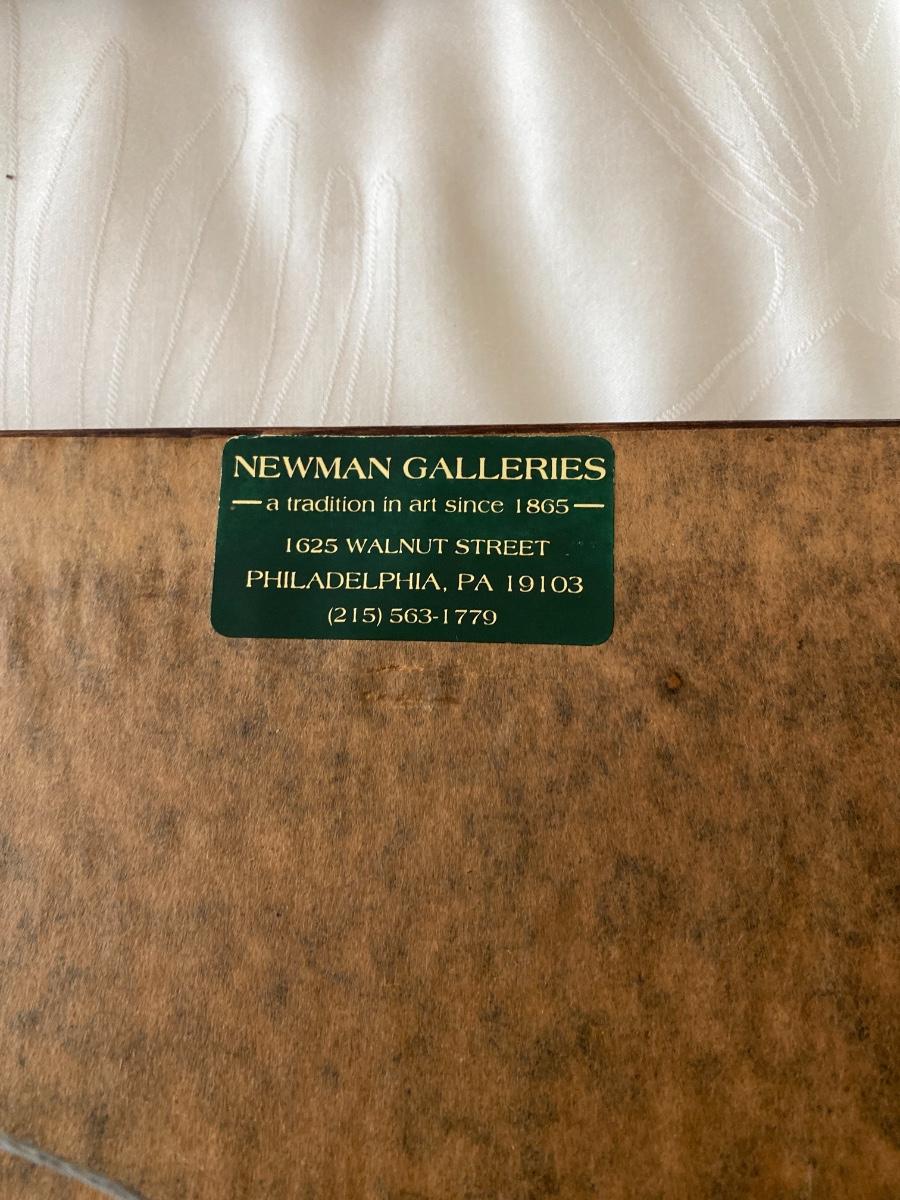 NEWMAN GALLERIES
—a tradition in art since 1865—
1625 WALNUT STREET
PHILADELPHIA, PA 19103
(215) 563-1779